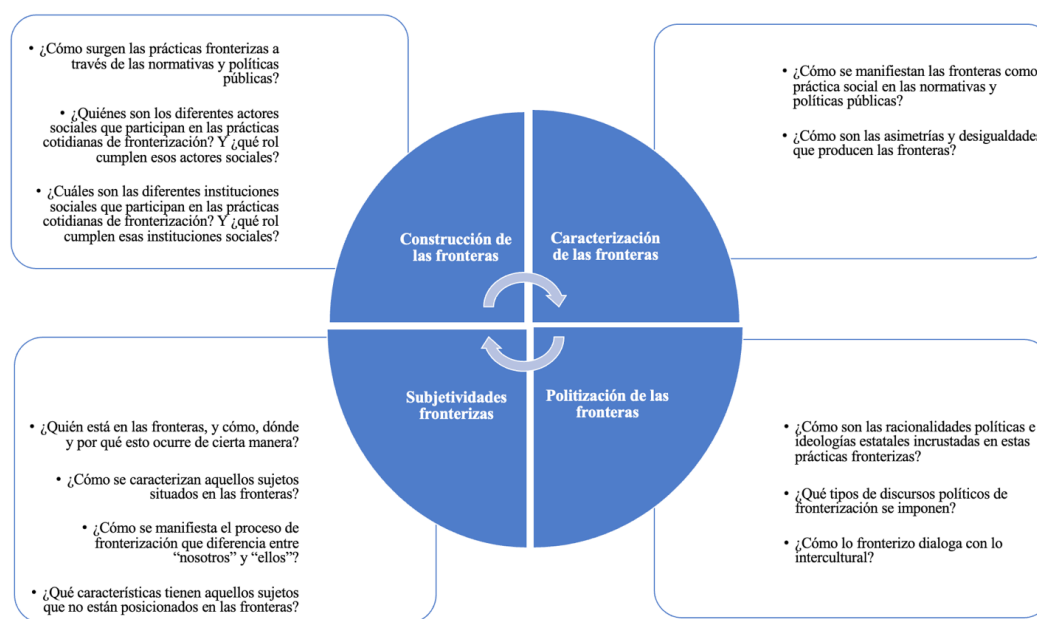 • ¿Cómo surgen las prácticas fronterizas a
través de las normativas y políticas
públicas?
• ¿Quiénes son los diferentes actores
sociales que participan en las prácticas
cotidianas de fronterización? Y ¿qué rol
cumplen esos actores sociales?
• ¿Cuáles son las diferentes instituciones
sociales que participan en las prácticas
cotidianas de fronterización? Y ¿qué rol
cumplen esas instituciones sociales?
• ¿Cómo se manifiestan las fronteras como
práctica social en las normativas y
políticas públicas?
• ¿Cómo son las asimetrías y desigualdades
que producen las fronteras?
Construcción de
las fronteras
Caracterización
de las fronteras
Subjetividades
fronterizas
Politización de las
fronteras
• ¿Quién está en las fronteras, y cómo, dónde
y por qué esto ocurre de cierta manera?
• ¿Cómo se caracterizan aquellos sujetos
situados en las fronteras?
• ¿Cómo se manifiesta el proceso de
fronterización que diferencia entre
“nosotros” y “ellos”?
• ¿Qué características tienen aquellos sujetos
que no están posicionados en las fronteras?
• ¿Cómo son las racionalidades políticas e
ideologías estatales incrustadas en estas
prácticas fronterizas?
• ¿Qué tipos de discursos políticos de
fronterización se imponen?
• ¿Cómo lo fronterizo dialoga con lo
intercultural?